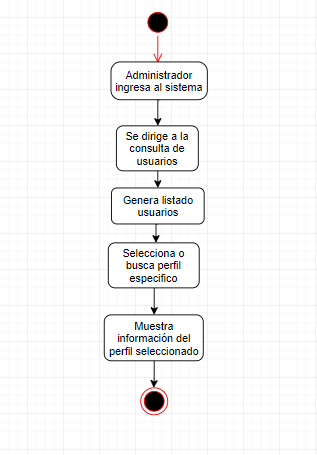 Administrador
ingresa al sistema
Se dirige a la
consulta de
usuarios
Genera listado
usuarios
Selecciona o
busca perfil
especifico
Muestra
información del
perfil seleccionado